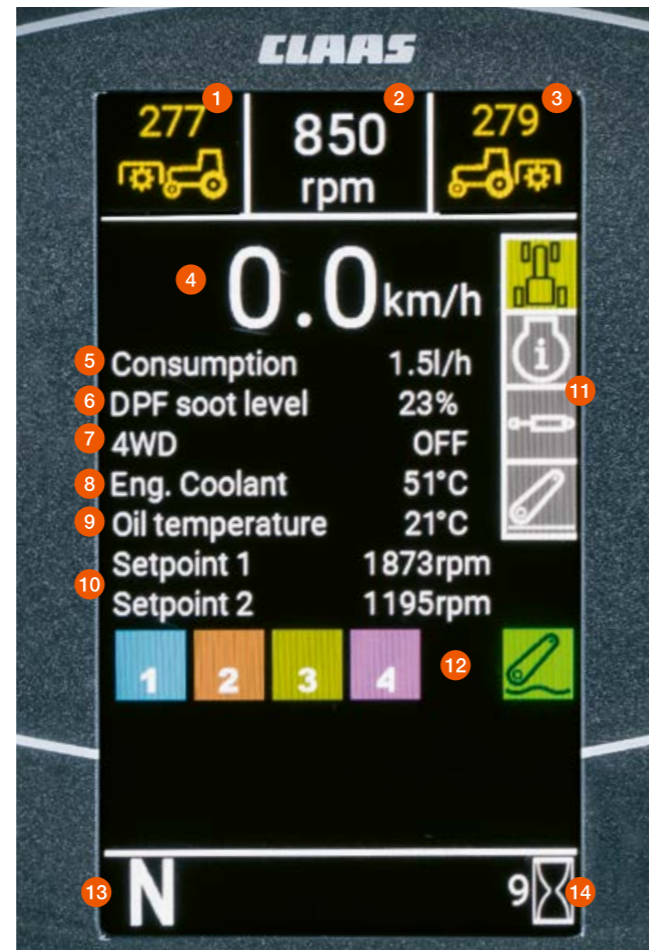 CLAAS
1
2
3
277
850
279
rpm
4
0.0 km/h
5 Consumption 1.5l/h
6 DPF soot level 23%
11
7 4WD OFF
8 Eng. Coolant 51°C
9 Oil temperature 21°C
Setpoint 1 1873rpm
10
Setpoint 2 1195rpm
1 2 3 4
12
13 N 9 14